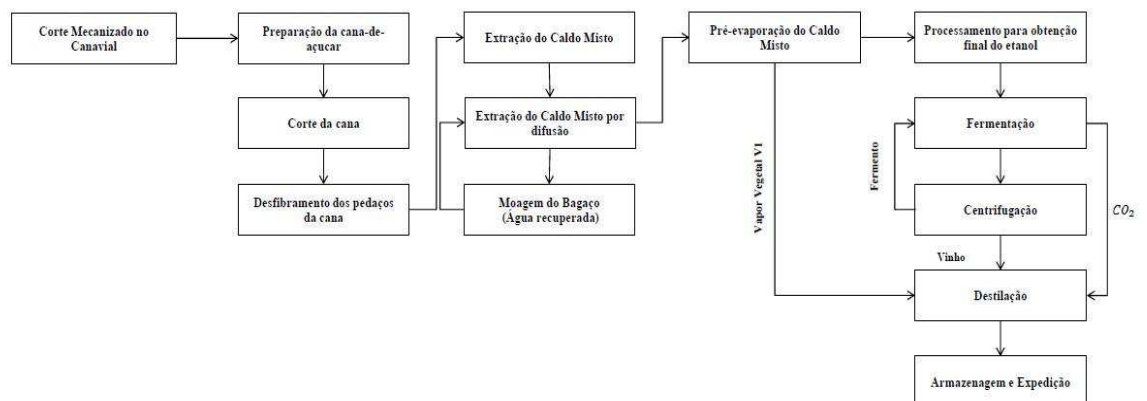 Corte Mecanizado no
Canavial
Preparação da cana-de-
açucar
Corte da cana
Desfibramento dos pedaços
da cana
Extração do Caldo Misto
Extração do Caldo Misto por
difusão
Moagem do Bagaço
(Água recuperada)
Pré-evaporação do Caldo
Misto
Vapor Vegetal V1
Processamento para obtenção
final do etanol
Fermentação
Fermento
Centrifugação
CO₂
Vinho
Destilação
Armazenagem e Expedição